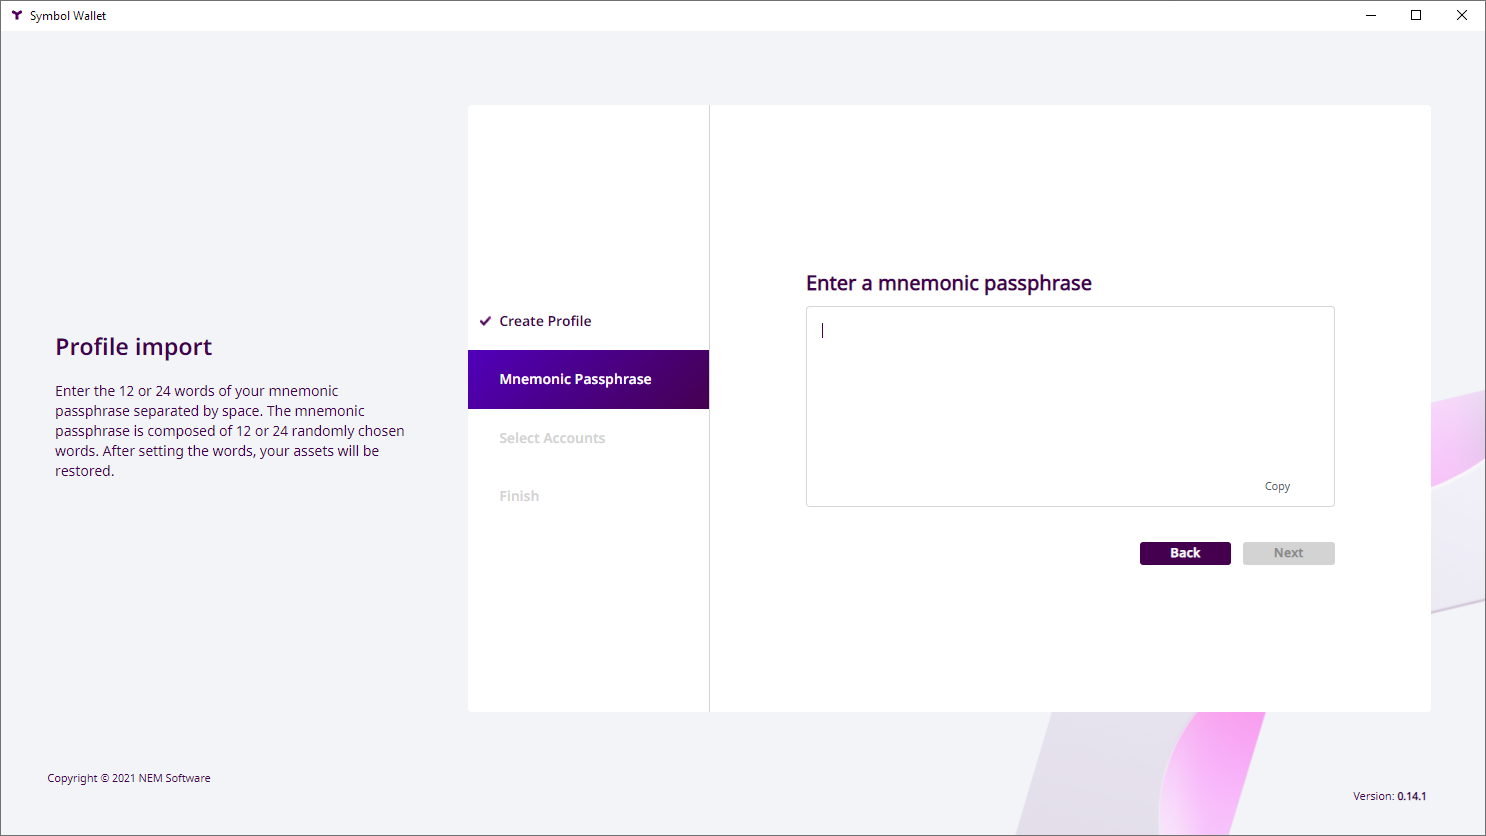 Symbol Wallet
Profile import
Enter the 12 or 24 words of your mnemonic
passphrase separated by space. The mnemonic
passphrase is composed of 12 or 24 randomly chosen
words. After setting the words, your assets will be
restored.
Create Profile
Mnemonic Passphrase
Select Accounts
Finish
Enter a mnemonic passphrase
Copy
Back
Next
Copyright © 2021 NEM Software
Version: 0.14.1